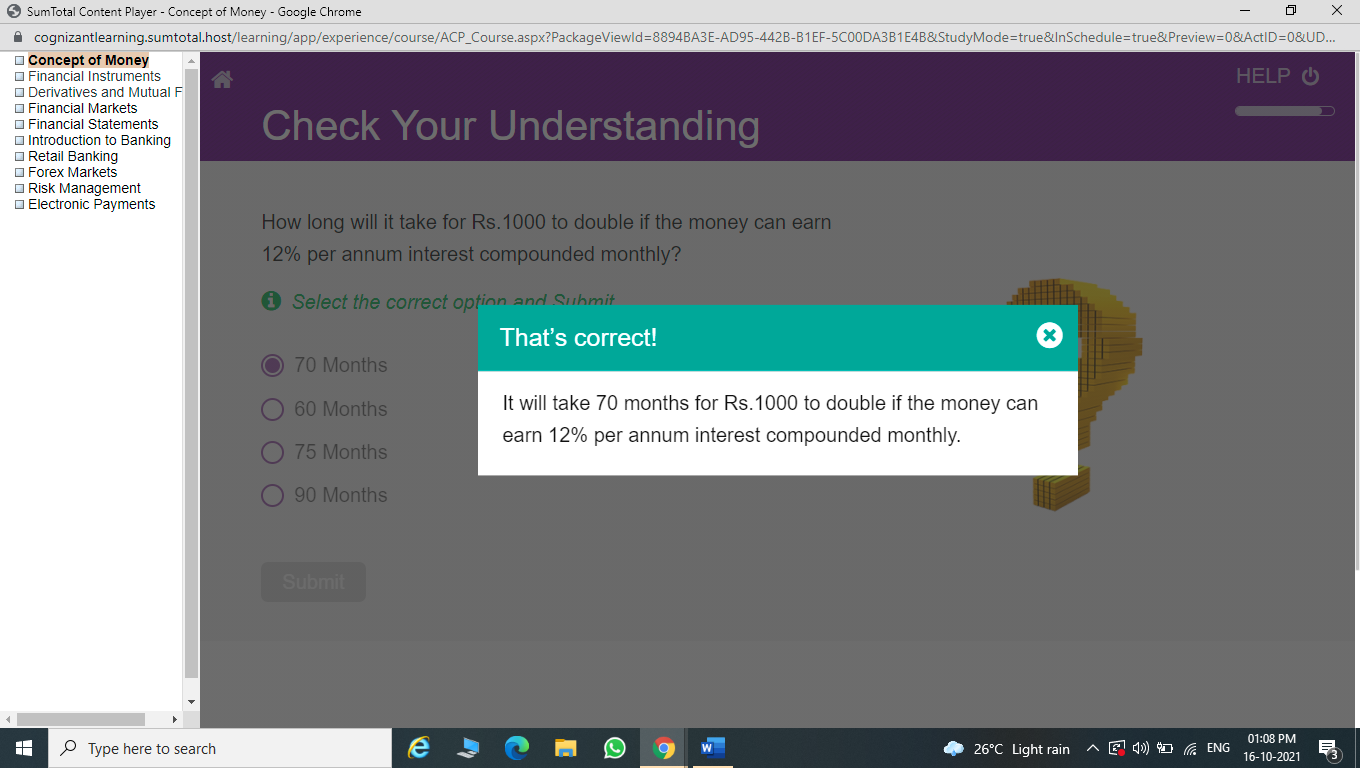 SumTotal Content Player - Concept of Money - Google Chrome
cognizantlearning.sumtotal.host/learning/app/experience/course/ACP_Course.aspx?PackageViewId=8894BA3E-AD95-442B-B1EF-5C00DA3B1E4B&StudyMode=true&InSchedule=true&Preview=0&ActID=0&UD...
Concept of Money
Financial Instruments
Derivatives and Mutual F
Financial Markets
Financial Statements
Introduction to Banking
Retail Banking
Forex Markets
Risk Management
Electronic Payments
HELP
Check Your Understanding
How long will it take for Rs.1000 to double if the money can earn
12% per annum interest compounded monthly?
Select the correct option and Submit
That's correct!
It will take 70 months for Rs.1000 to double if the money can
earn 12% per annum interest compounded monthly.
70 Months
60 Months
75 Months
90 Months
Submit
Type here to search
26°C Light rain
ENG
01:08 PM
16-10-2021
3